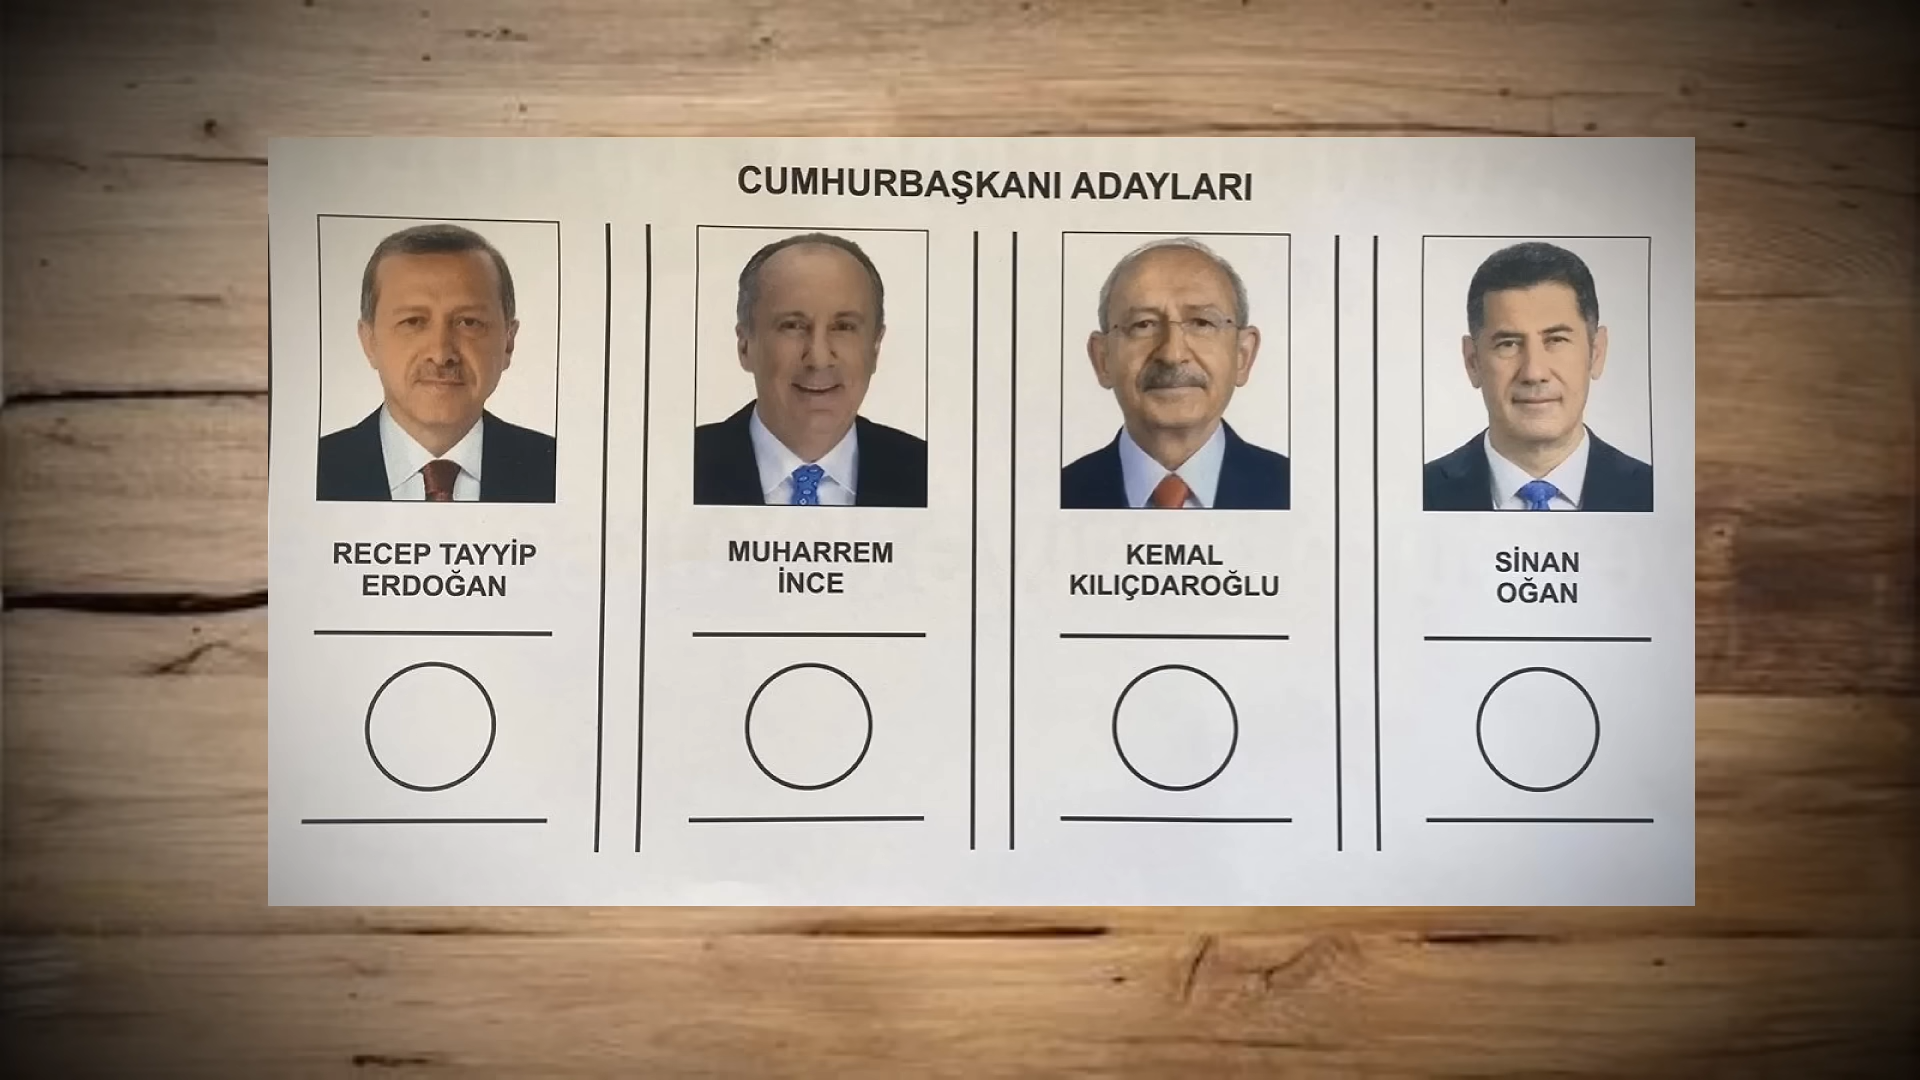 CUMHURBAŞKANI ADAYLARI
RECEP TAYYİP
ERDOĞAN
MUHARREM
İNCE
KEMAL
KILIÇDAROĞLU
SİNAN
OĞAN